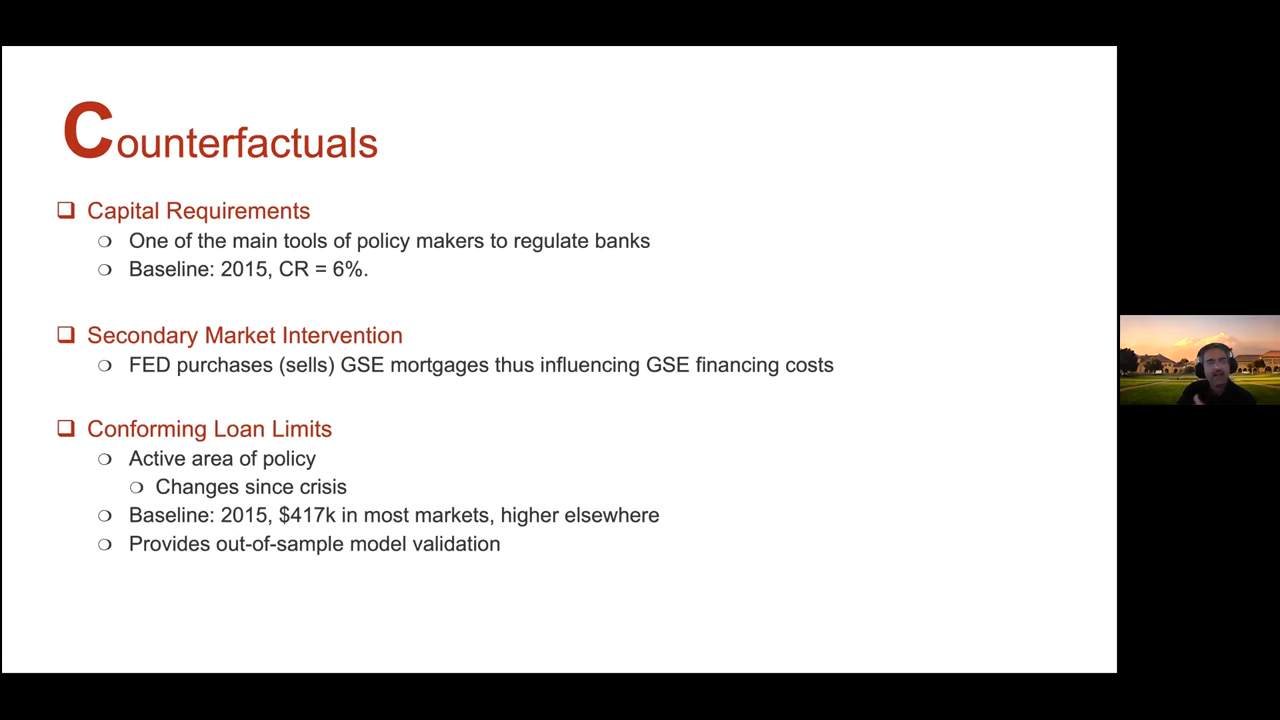 Counterfactuals
Capital Requirements
One of the main tools of policy makers to regulate banks
Baseline: 2015, CR = 6%.
Secondary Market Intervention
FED purchases (sells) GSE mortgages thus influencing GSE financing costs
Conforming Loan Limits
Active area of policy
Changes since crisis
Baseline: 2015, $417k in most markets, higher elsewhere
Provides out-of-sample model validation